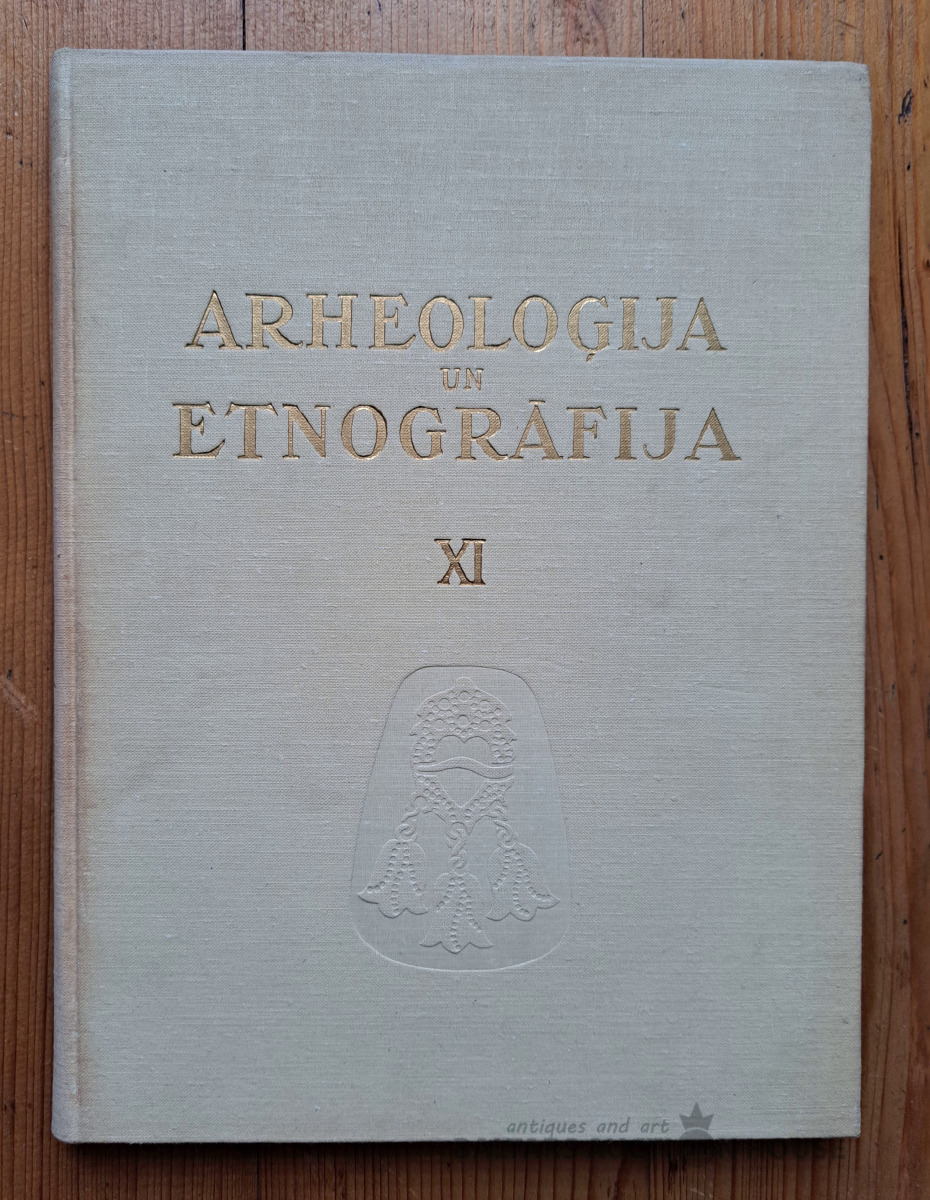 ARHEOLOĢIJA
UN
ETNOGRĀFIJA
XI
antiques and art